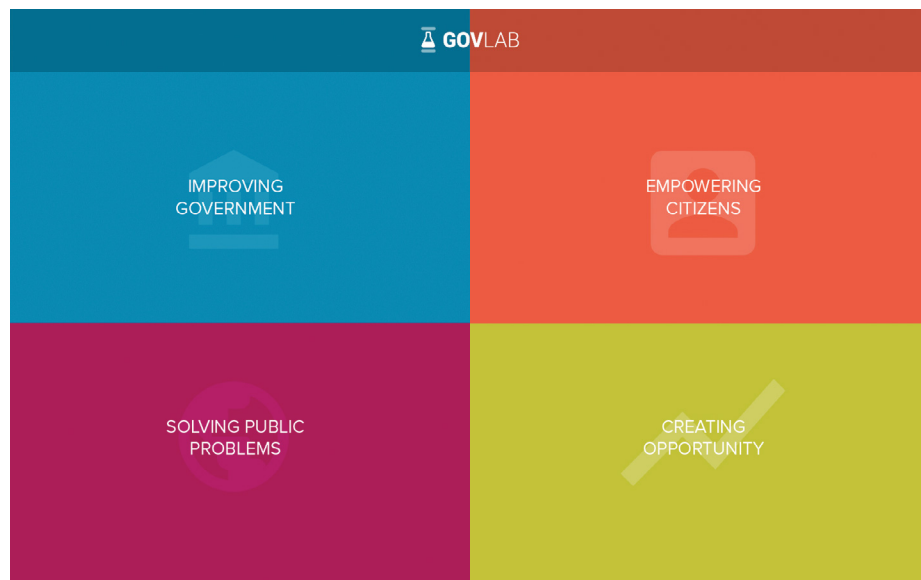 GOVLAB
IMPROVING
GOVERNMENT
EMPOWERING
CITIZENS
SOLVING PUBLIC
PROBLEMS
CREATING
OPPORTUNITY